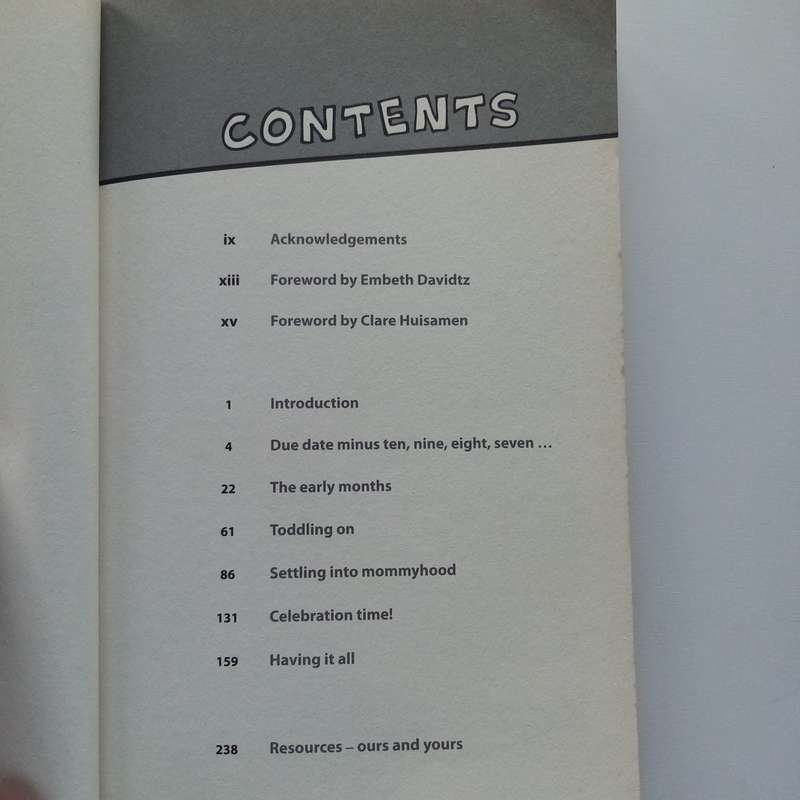 CONTENTS
ix Acknowledgements
xiii Foreword by Embeth Davidtz
xv Foreword by Clare Huisamen
1 Introduction
4 Due date minus ten, nine, eight, seven …
22 The early months
61 Toddling on
86 Settling into mommyhood
131 Celebration time!
159 Having it all
238 Resources – ours and yours